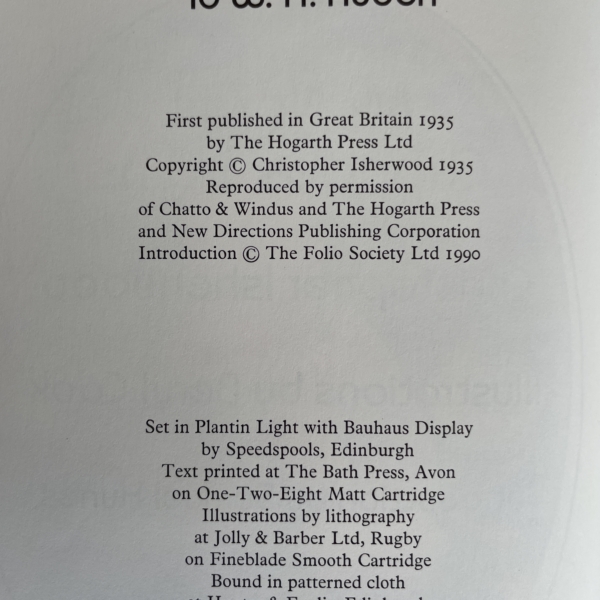 to W. H. Auden
First published in Great Britain 1935
by The Hogarth Press Ltd
Copyright © Christopher Isherwood 1935
Reproduced by permission
of Chatto & Windus and The Hogarth Press
and New Directions Publishing Corporation
Introduction © The Folio Society Ltd 1990
Set in Plantin Light with Bauhaus Display
by Speedspools, Edinburgh
Text printed at The Bath Press, Avon
on One-Two-Eight Matt Cartridge
Illustrations by lithography
at Jolly & Barber Ltd, Rugby
on Fineblade Smooth Cartridge
Bound in patterned cloth